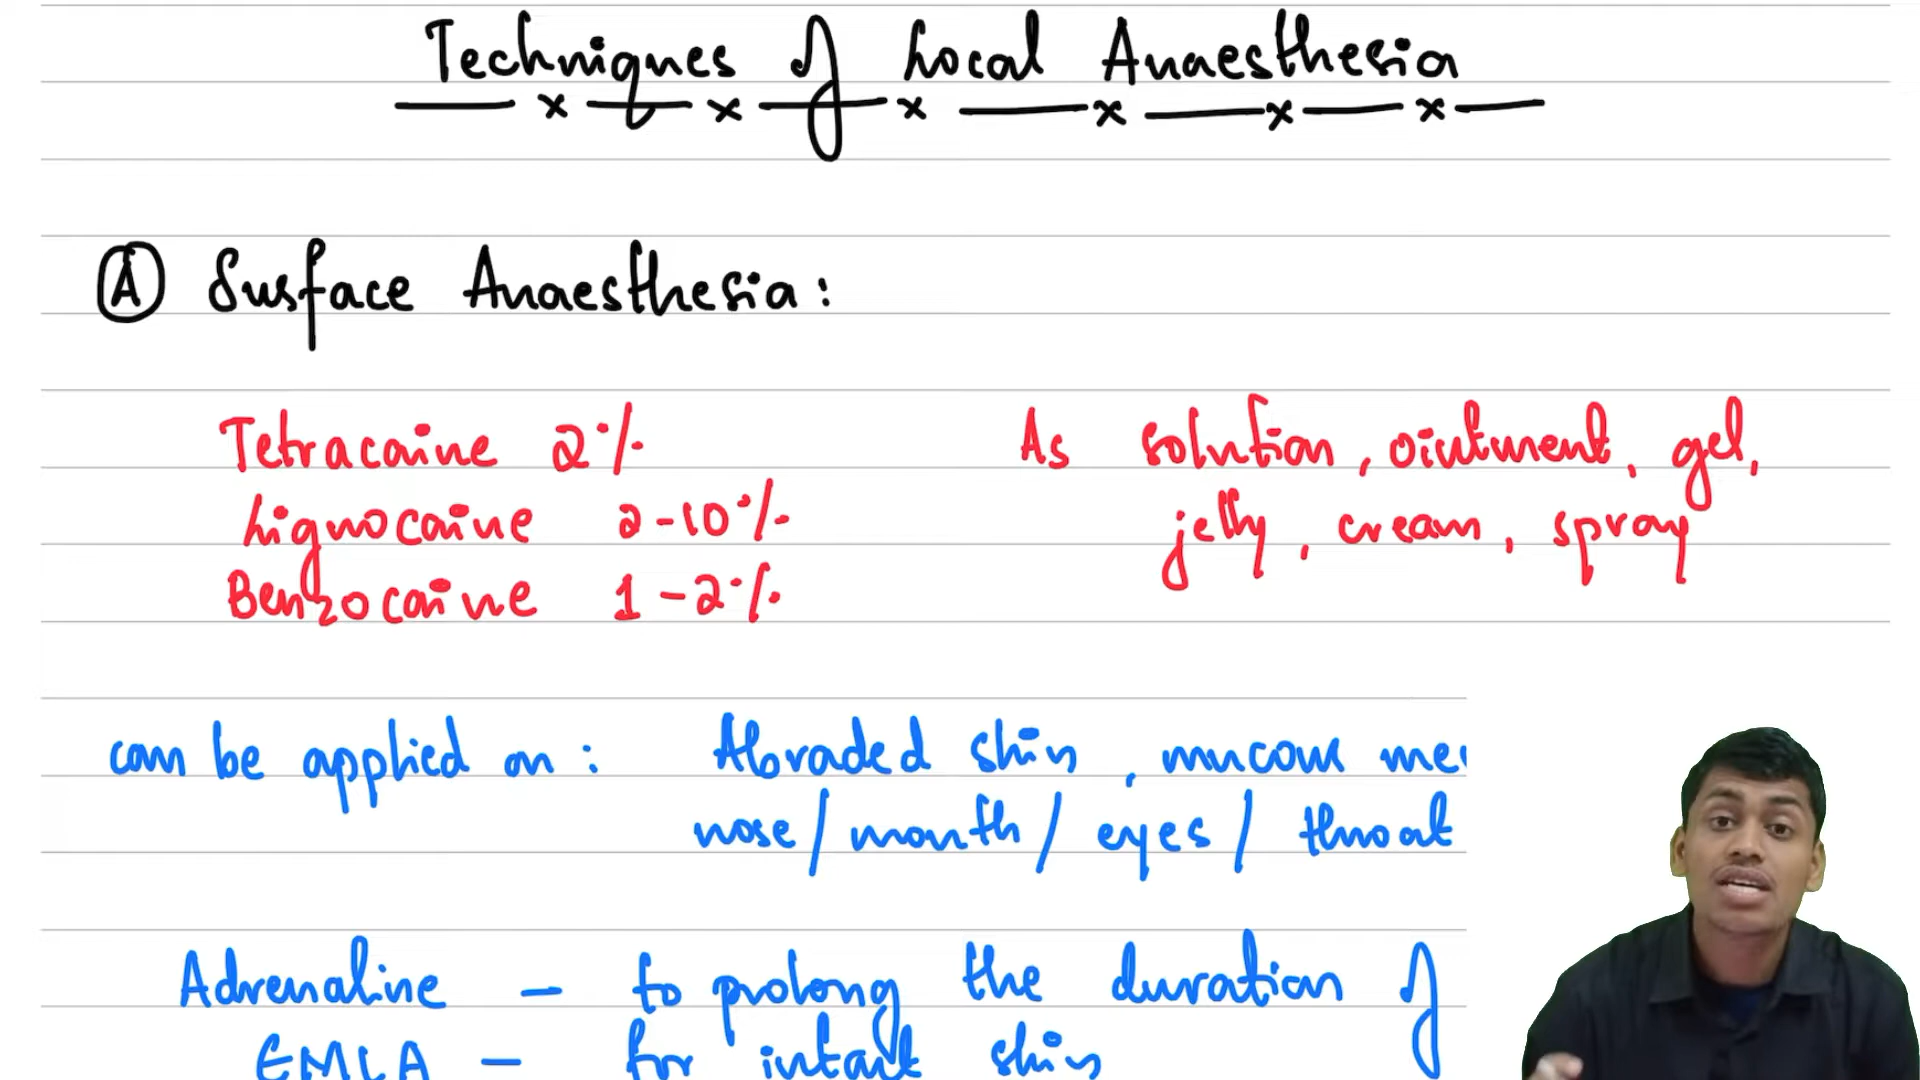 Techniques of Local Anaesthesia
A Surface Anaesthesia:
Tetracaine 2%
Lignocaine 2-10%
Benzocaine 1-2%
As solution, ointment, gel,
jelly, cream, spray
can be applied on: Abraded skin, mucous me
nose/mouth/eyes/throat
Adrenaline - to prolong the duration of
EMLA - for intact skin